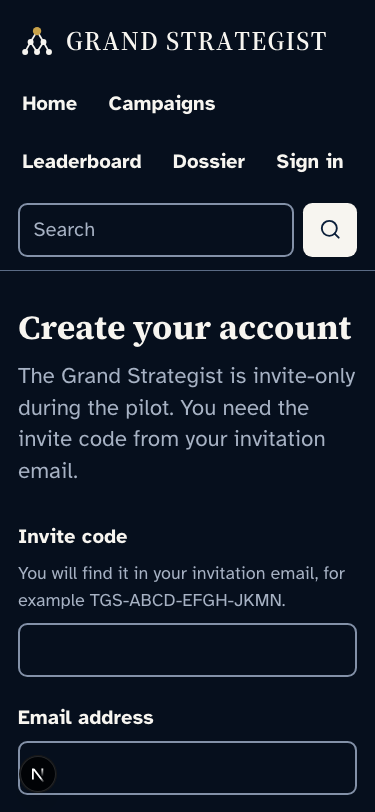 GRAND STRATEGIST
Home Campaigns
Leaderboard Dossier Sign in
Search
Create your account
The Grand Strategist is invite-only
during the pilot. You need the
invite code from your invitation
email.
Invite code
You will find it in your invitation email, for
example TGS-ABCD-EFGH-JKMN.
Email address
N